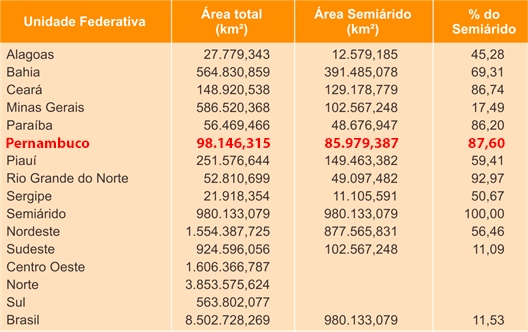 Unidade Federativa Área total (km²) Área Semiárido (km²) % do Semiárido
Alagoas 27.779,343 12.579,185 45,28
Bahia 564.830,859 391.485,078 69,31
Ceará 148.920,538 129.178,779 86,74
Minas Gerais 586.520,368 102.567,248 17,49
Paraíba 56.469,466 48.676,947 86,20
Pernambuco 98.146,315 85.979,387 87,60
Piauí 251.576,644 149.463,382 59,41
Rio Grande do Norte 52.810,699 49.097,482 92,97
Sergipe 21.918,354 11.105,591 50,67
Semiárido 980.133,079 980.133,079 100,00
Nordeste 1.554.387,725 877.565,831 56,46
Sudeste 924.596,056 102.567,248 11,09
Centro Oeste 1.606.366,787
Norte 3.853.575,624
Sul 563.802,077
Brasil 8.502.728,269 980.133,079 11,53